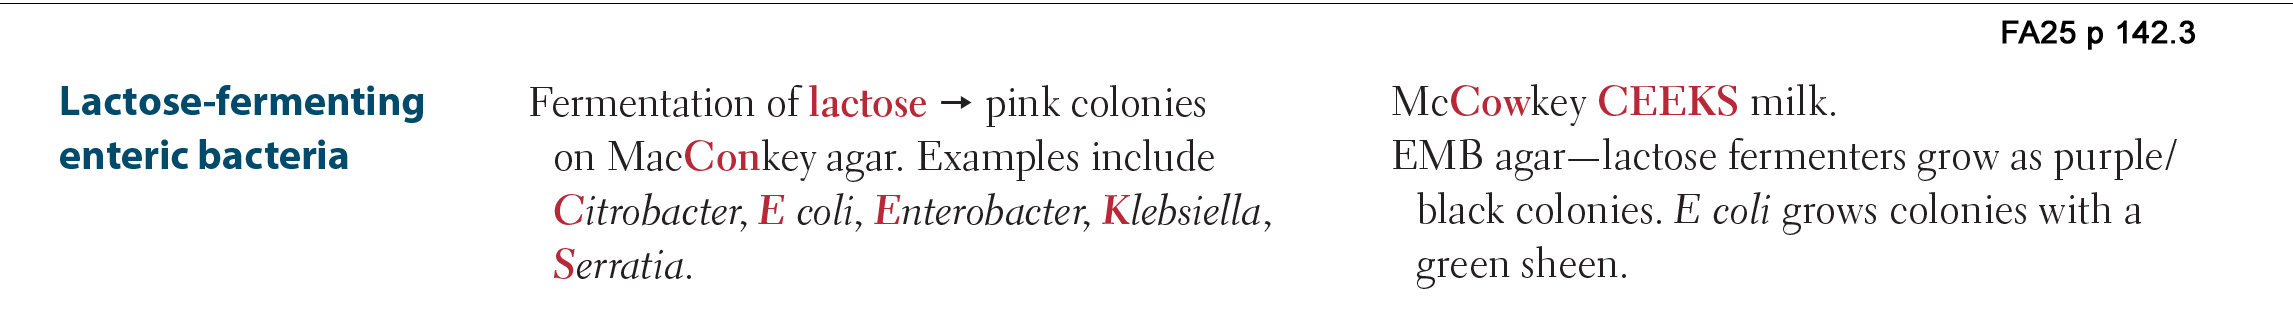 FA25 p 142.3
Lactose-fermenting
enteric bacteria
Fermentation of lactose → pink colonies
on MacConkey agar. Examples include
Citrobacter, E coli, Enterobacter, Klebsiella,
Serratia.
McCowkey CEEKS milk.
EMB agar—lactose fermenters grow as purple/
black colonies. E coli grows colonies with a
green sheen.